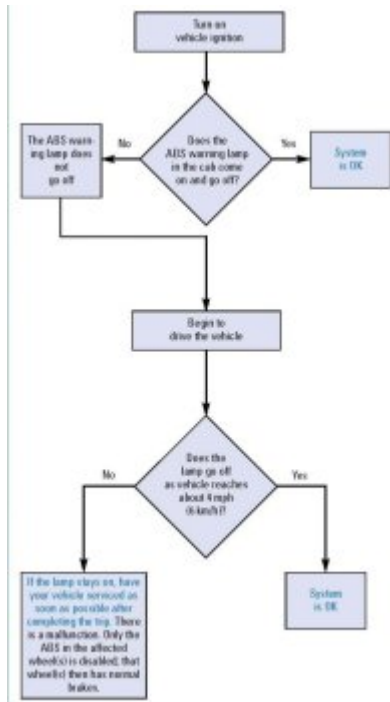 Turn on
vehicle ignition
The ABS warn-
ing lamp does
not
go off
No
Does the
ABS warning lamp
in the cab come
on and go off?
Yes
System
is OK
Begin to
drive the vehicle
No
Does the
lamp go off
as vehicle reaches
about 4 mph
(6 km/h)?
Yes
If the lamp stays on, have
your vehicle serviced as
soon as possible after
completing the trip. There
is a malfunction. Only the
ABS in the affected
wheel(s) is disabled; that
wheel(s) then has normal
brakes.
System
is OK